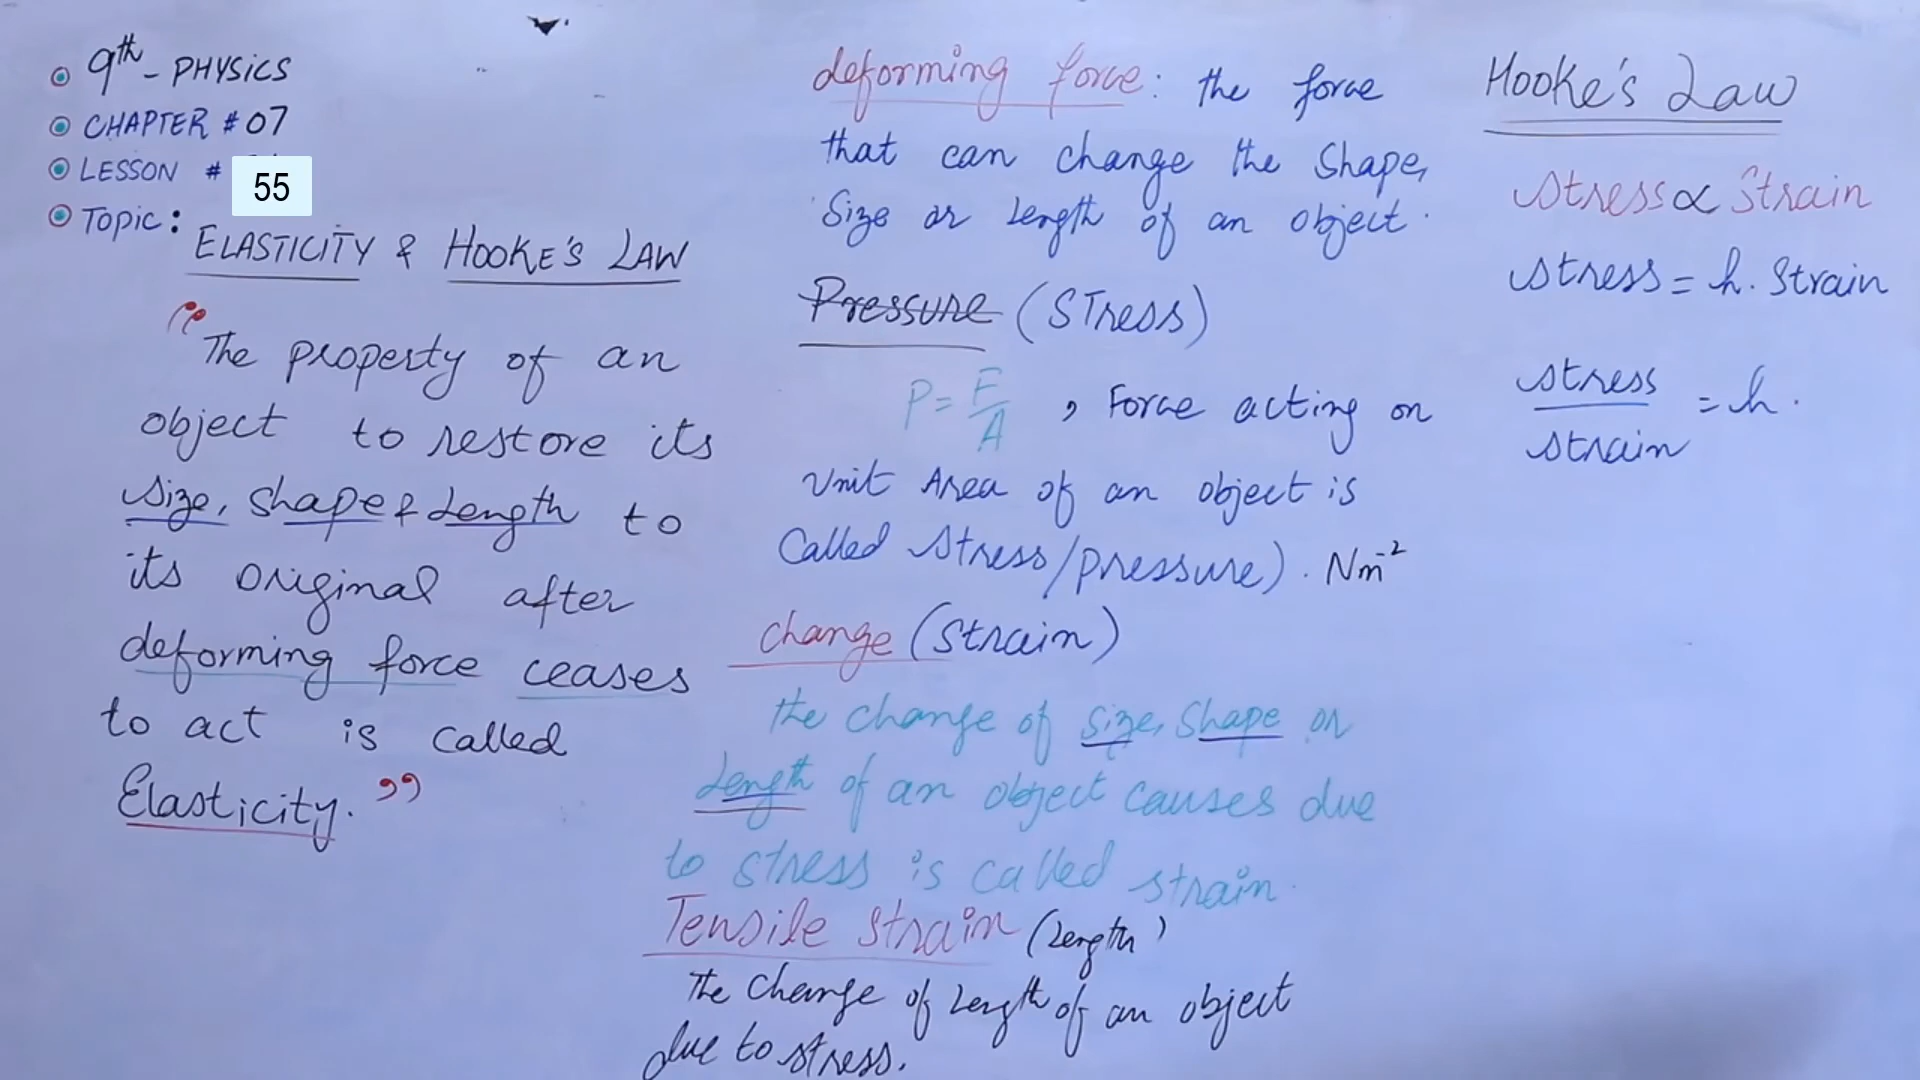 9th - PHYSICS
CHAPTER # 07
LESSON # 55
TOPIC:
ELASTICITY & HOOKE'S LAW
"The property of an
object to restore its
size, shape & Length to
its original after
deforming force ceases
to act is called
Elasticity."
deforming force: the force
that can change the shape,
Size or length of an object.
Pressure (STress)
P = F/A , Force acting on
Unit Area of an object is
Called stress/pressure). Nm⁻²
change (Strain)
the change of size, shape or
Length of an object causes due
to stress is called strain.
Tensile strain (Length)
The change of Length of an object
due to stress.
Hooke's Law
Stress ∝ Strain
stress = k. Strain
stress
= k.
strain